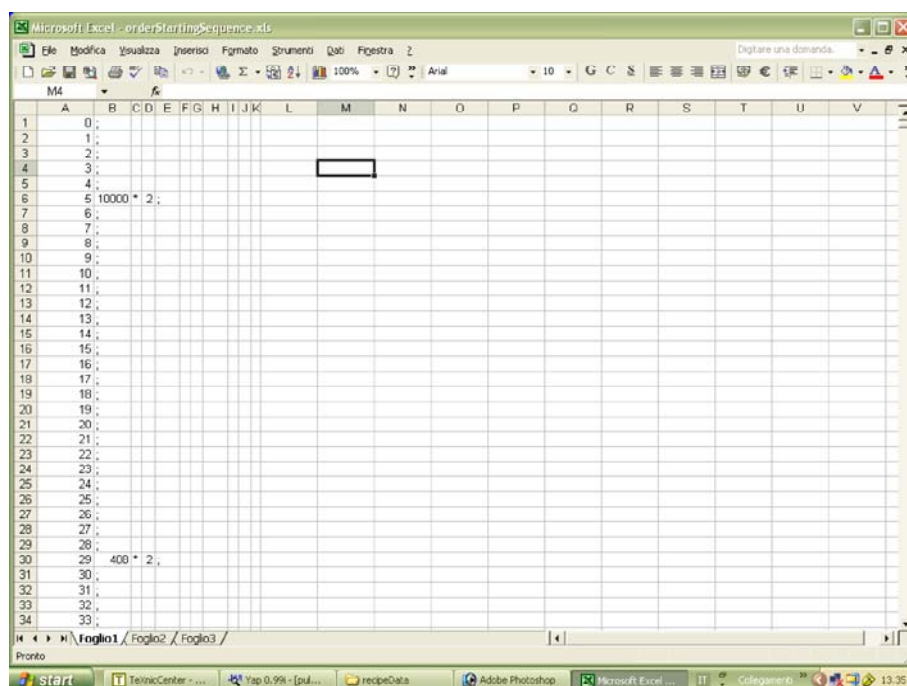 Microsoft Excel - orderStartingSequence.xls
File Modifica Visualizza Inserisci Formato Strumenti Dati Finestra ? Digitare una domanda.
100% Arial 10 G C S
M4 fx
A B C D E F G H I J K L M N O P Q R S T U V
1 0 ;
2 1 ;
3 2 ;
4 3 ;
5 4 ;
6 5 10000 * 2 ;
7 6 ;
8 7 ;
9 8 ;
10 9 ;
11 10 ;
12 11 ;
13 12 ;
14 13 ;
15 14 ;
16 15 ;
17 16 ;
18 17 ;
19 18 ;
20 19 ;
21 20 ;
22 21 ;
23 22 ;
24 23 ;
25 24 ;
26 25 ;
27 26 ;
28 27 ;
29 28 ;
30 29 400 * 2 ;
31 30 ;
32 31 ;
33 32 ;
34 33 ;
Foglio1 / Foglio2 / Foglio3 /
Pronto
start TeXnicCenter - ... Yap 0.99i - [pul... recipeData Adobe Photoshop Microsoft Excel ... IT Collegamenti » 13.35